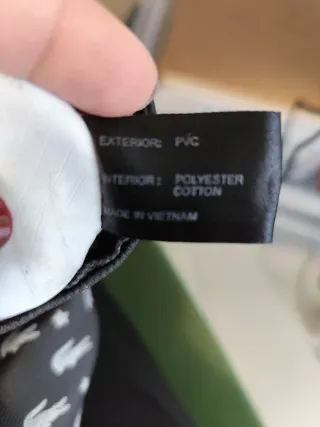 EXTERIOR: PVC
INTERIOR: POLYESTER
COTTON
MADE IN VIETNAM